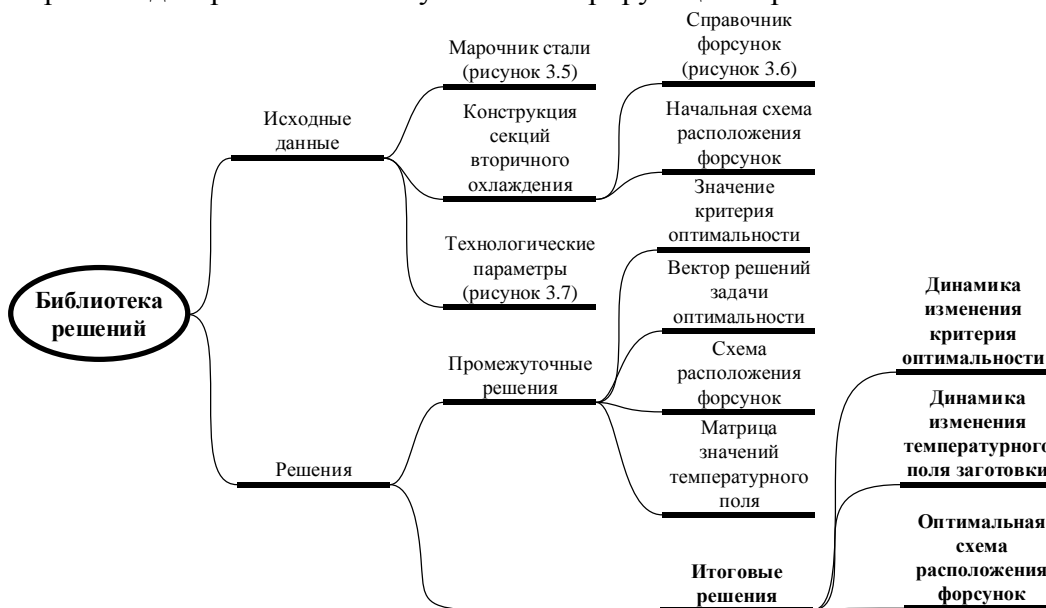 Марочник стали
(рисунок 3.5)
Справочник
форсунок
(рисунок 3.6)
Исходные
данные
Конструкция
секций
вторичного
охлаждения
Начальная схема
расположения
форсунок
Технологические
параметры
(рисунок 3.7)
Значение
критерия
оптимальности
Библиотека
решений
Вектор решений
задачи
оптимальности
Промежуточные
решения
Схема
расположения
форсунок
Матрица
значений
температурного
поля
Решения
Итоговые
решения
Динамика
изменения
критерия
оптимальности
Динамика
изменения
температурного
поля заготовки
Оптимальная
схема
расположения
форсунок